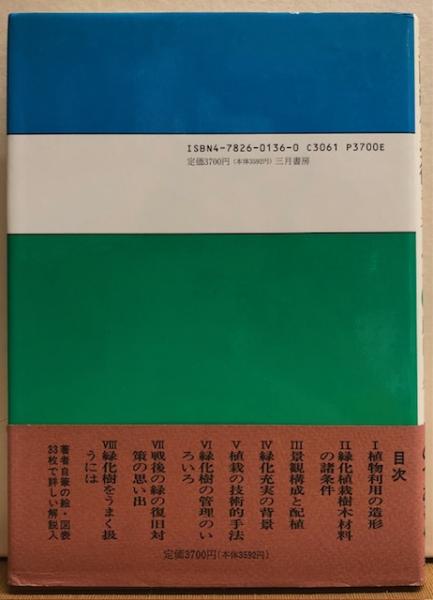 ISBN4-7826-0136-0 C3061 P3700E
定価3700円(本体3592円)三月書房
目次
Ⅰ植物利用の造形
Ⅱ緑化植栽樹木材料
の諸条件
Ⅲ景観構成と配植
Ⅳ緑化充実の背景
Ⅴ植栽の技術的手法
Ⅵ緑化樹の管理のい
ろいろ
Ⅶ戦後の緑の復旧対
策の思い出
Ⅷ緑化樹をうまく扱
うには
著者自筆の絵・図表
33枚で詳しい解説入
定価3700円(本体3592円)